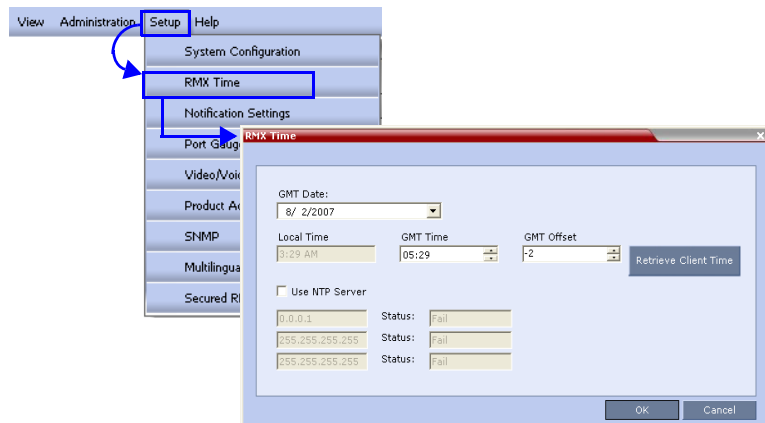 View Administration Setup Help
System Configuration
RMX Time
Notification Settings
Port Gaug
Video/Voi
Product A
SNMP
Multilingua
Secured R
RMX Time
GMT Date:
8/ 2/2007
Local Time GMT Time GMT Offset
3:29 AM 05:29 -2 Retrieve Client Time
Use NTP Server
0.0.0.1 Status: Fail
255.255.255.255 Status: Fail
255.255.255.255 Status: Fail
OK Cancel